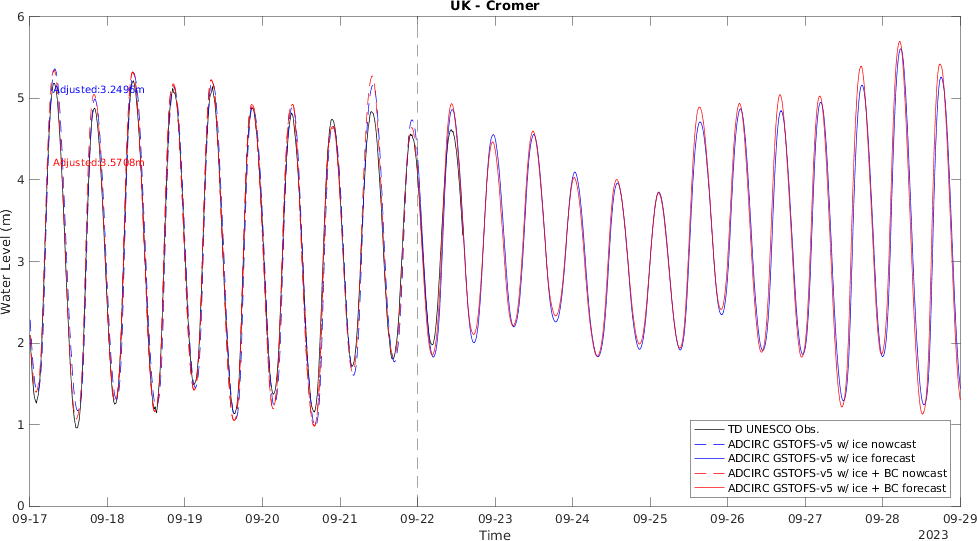 UK - Cromer
6
5
4
3
2
1
0
Water Level (m)
Adjusted:3.2496m
Adjusted:3.5708m
TD UNESCO Obs.
ADCIRC GSTOFS-v5 w/ ice nowcast
ADCIRC GSTOFS-v5 w/ ice forecast
ADCIRC GSTOFS-v5 w/ ice + BC nowcast
ADCIRC GSTOFS-v5 w/ ice + BC forecast
09-17 09-18 09-19 09-20 09-21 09-22 09-23 09-24 09-25 09-26 09-27 09-28 09-29
Time
2023